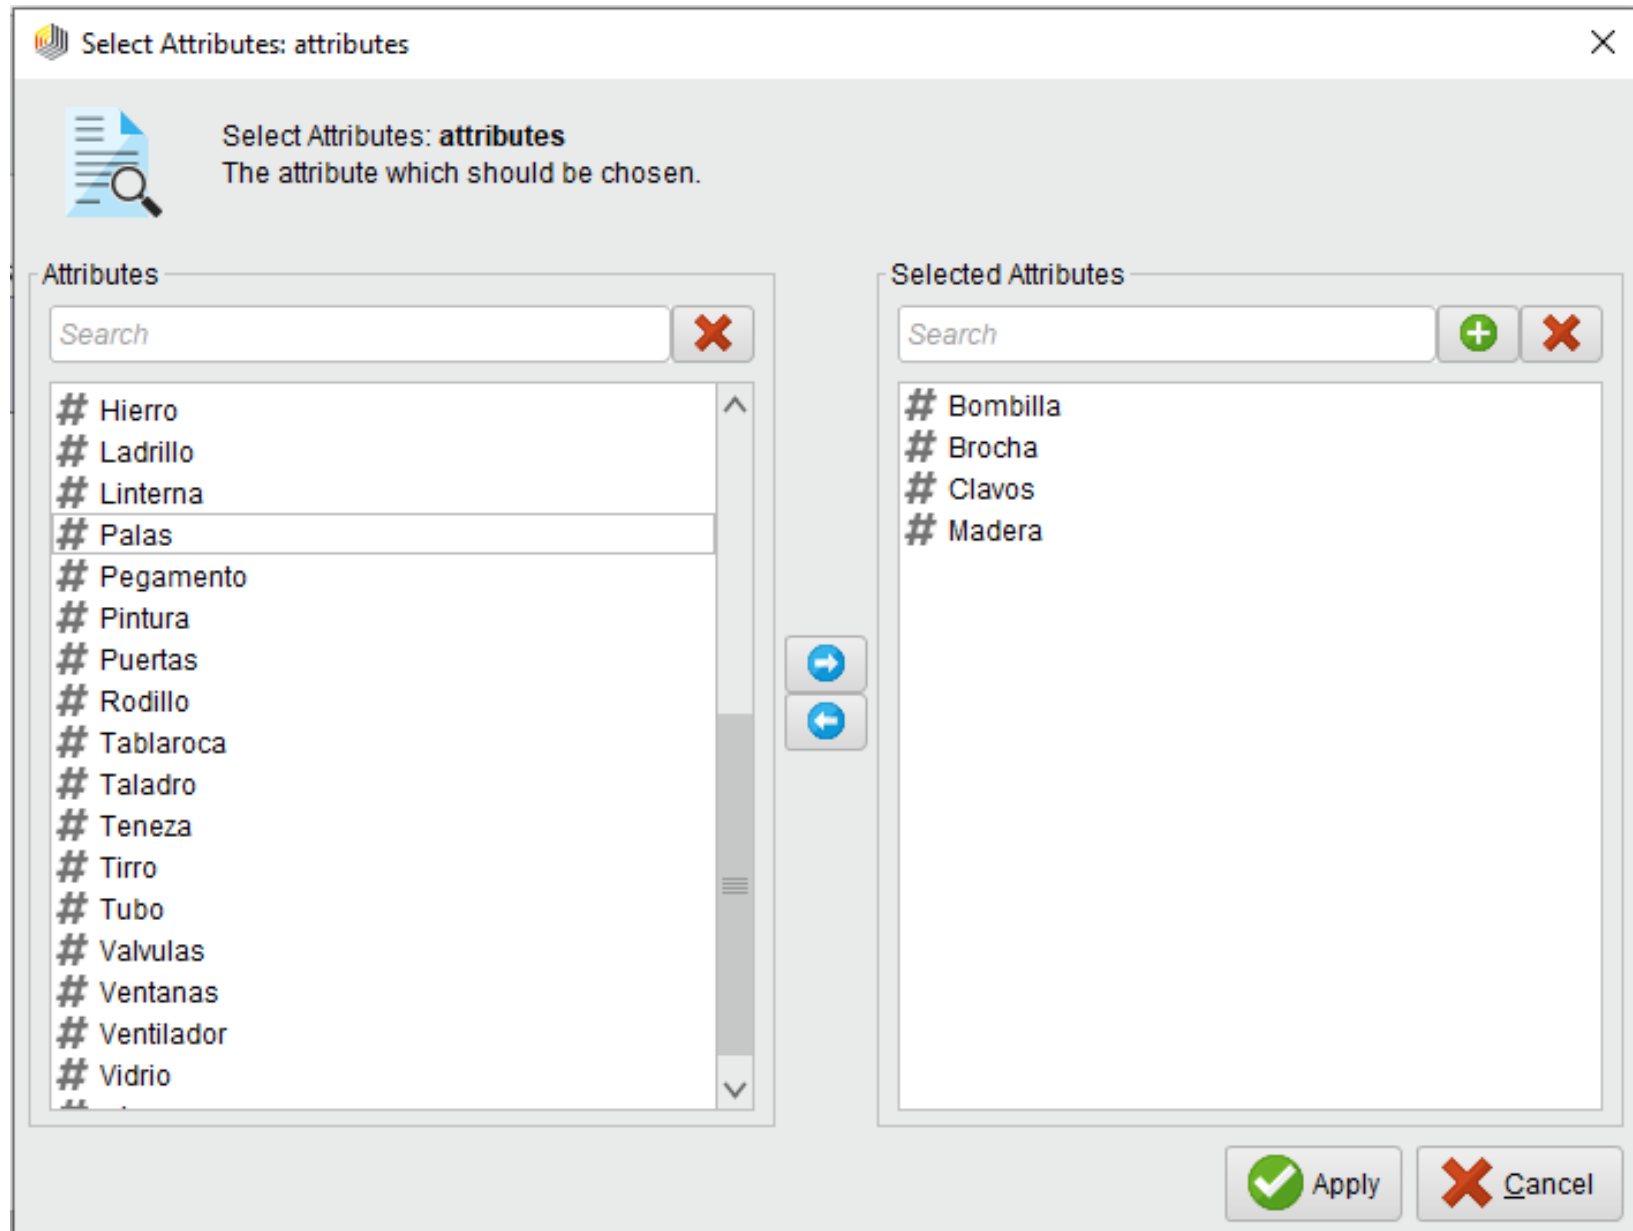 Select Attributes: attributes
Select Attributes: attributes
The attribute which should be chosen.
Attributes
Search
Hierro
Ladrillo
Linterna
Palas
Pegamento
Pintura
Puertas
Rodillo
Tablaroca
Taladro
Teneza
Tirro
Tubo
Valvulas
Ventanas
Ventilador
Vidrio
Selected Attributes
Search
Bombilla
Brocha
Clavos
Madera
Apply
Cancel